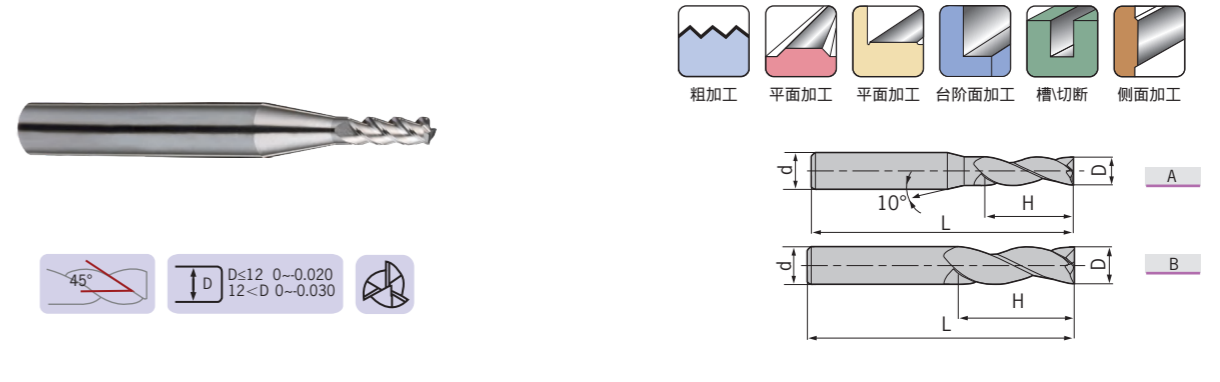 粗加工
平面加工
平面加工
台阶面加工
槽\切断
侧面加工
d
D
10°
H
L
A
d
D
H
L
B
45°
D
D≤12 0~-0.020
12<D 0~-0.030